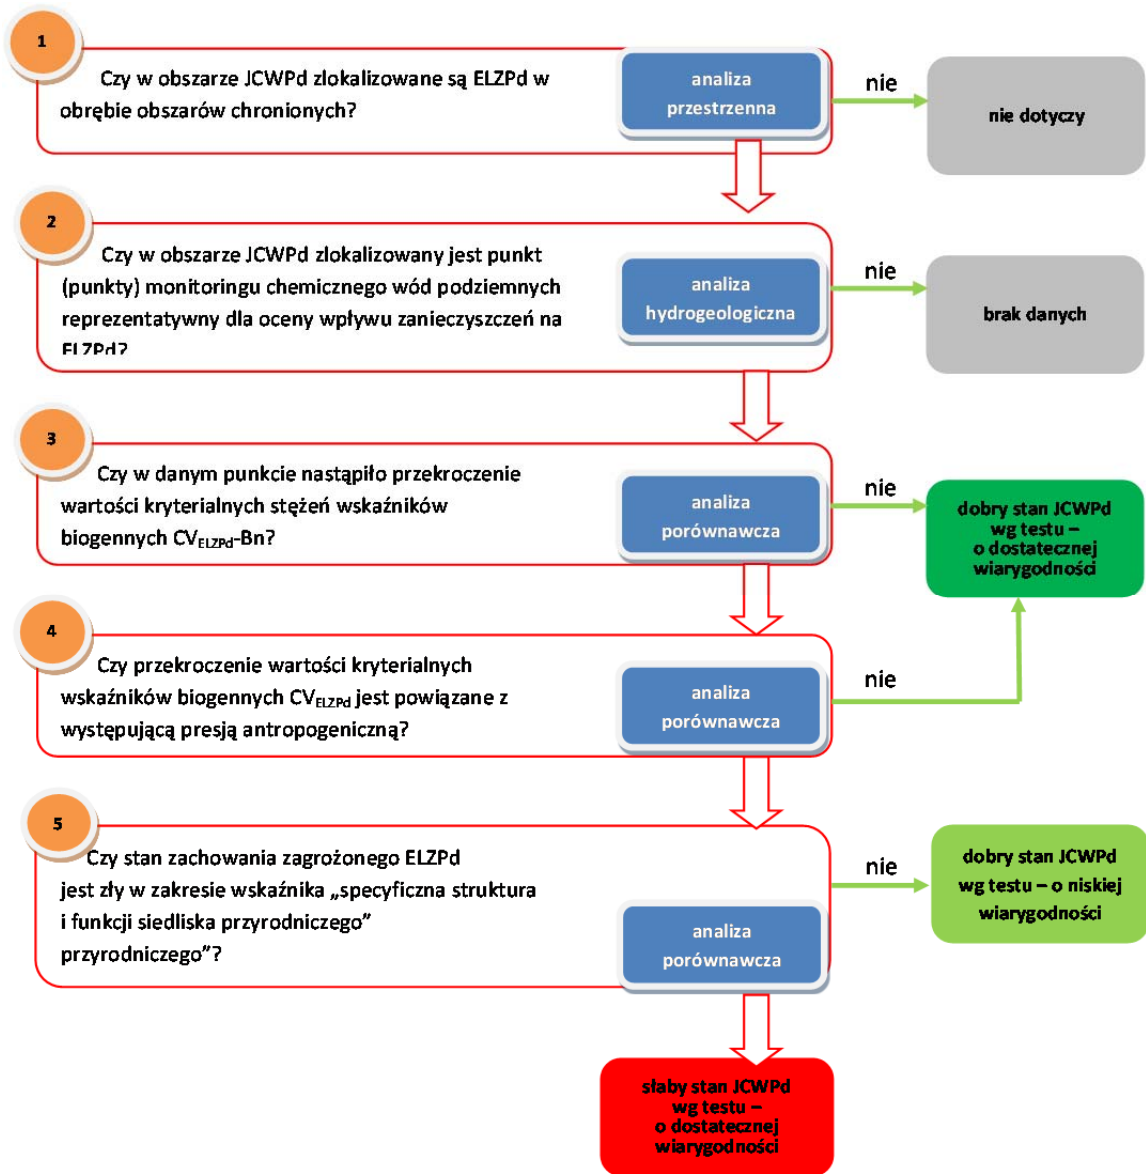 1
Czy w obszarze JCWPd zlokalizowane są ELZPd w
obrębie obszarów chronionych?
analiza
przestrzenna
nie
nie dotyczy
2
Czy w obszarze JCWPd zlokalizowany jest punkt
(punkty) monitoringu chemicznego wód podziemnych
reprezentatywny dla oceny wpływu zanieczyszczeń na
ELZPd?
analiza
hydrogeologiczna
nie
brak danych
3
Czy w danym punkcie nastąpiło przekroczenie
wartości kryterialnych stężeń wskaźników
biogennych CVELZPd-Bn?
analiza
porównawcza
nie
dobry stan JCWPd
wg testu –
o dostatecznej
wiarygodności
4
Czy przekroczenie wartości kryterialnych
wskaźników biogennych CVELZPd jest powiązane z
występującą presją antropogeniczną?
analiza
porównawcza
nie
5
Czy stan zachowania zagrożonego ELZPd
jest zły w zakresie wskaźnika „specyficzna struktura
i funkcji siedliska przyrodniczego”
przyrodniczego”?
analiza
porównawcza
nie
dobry stan JCWPd
wg testu – o niskiej
wiarygodności
słaby stan JCWPd
wg testu –
o dostatecznej
wiarygodności